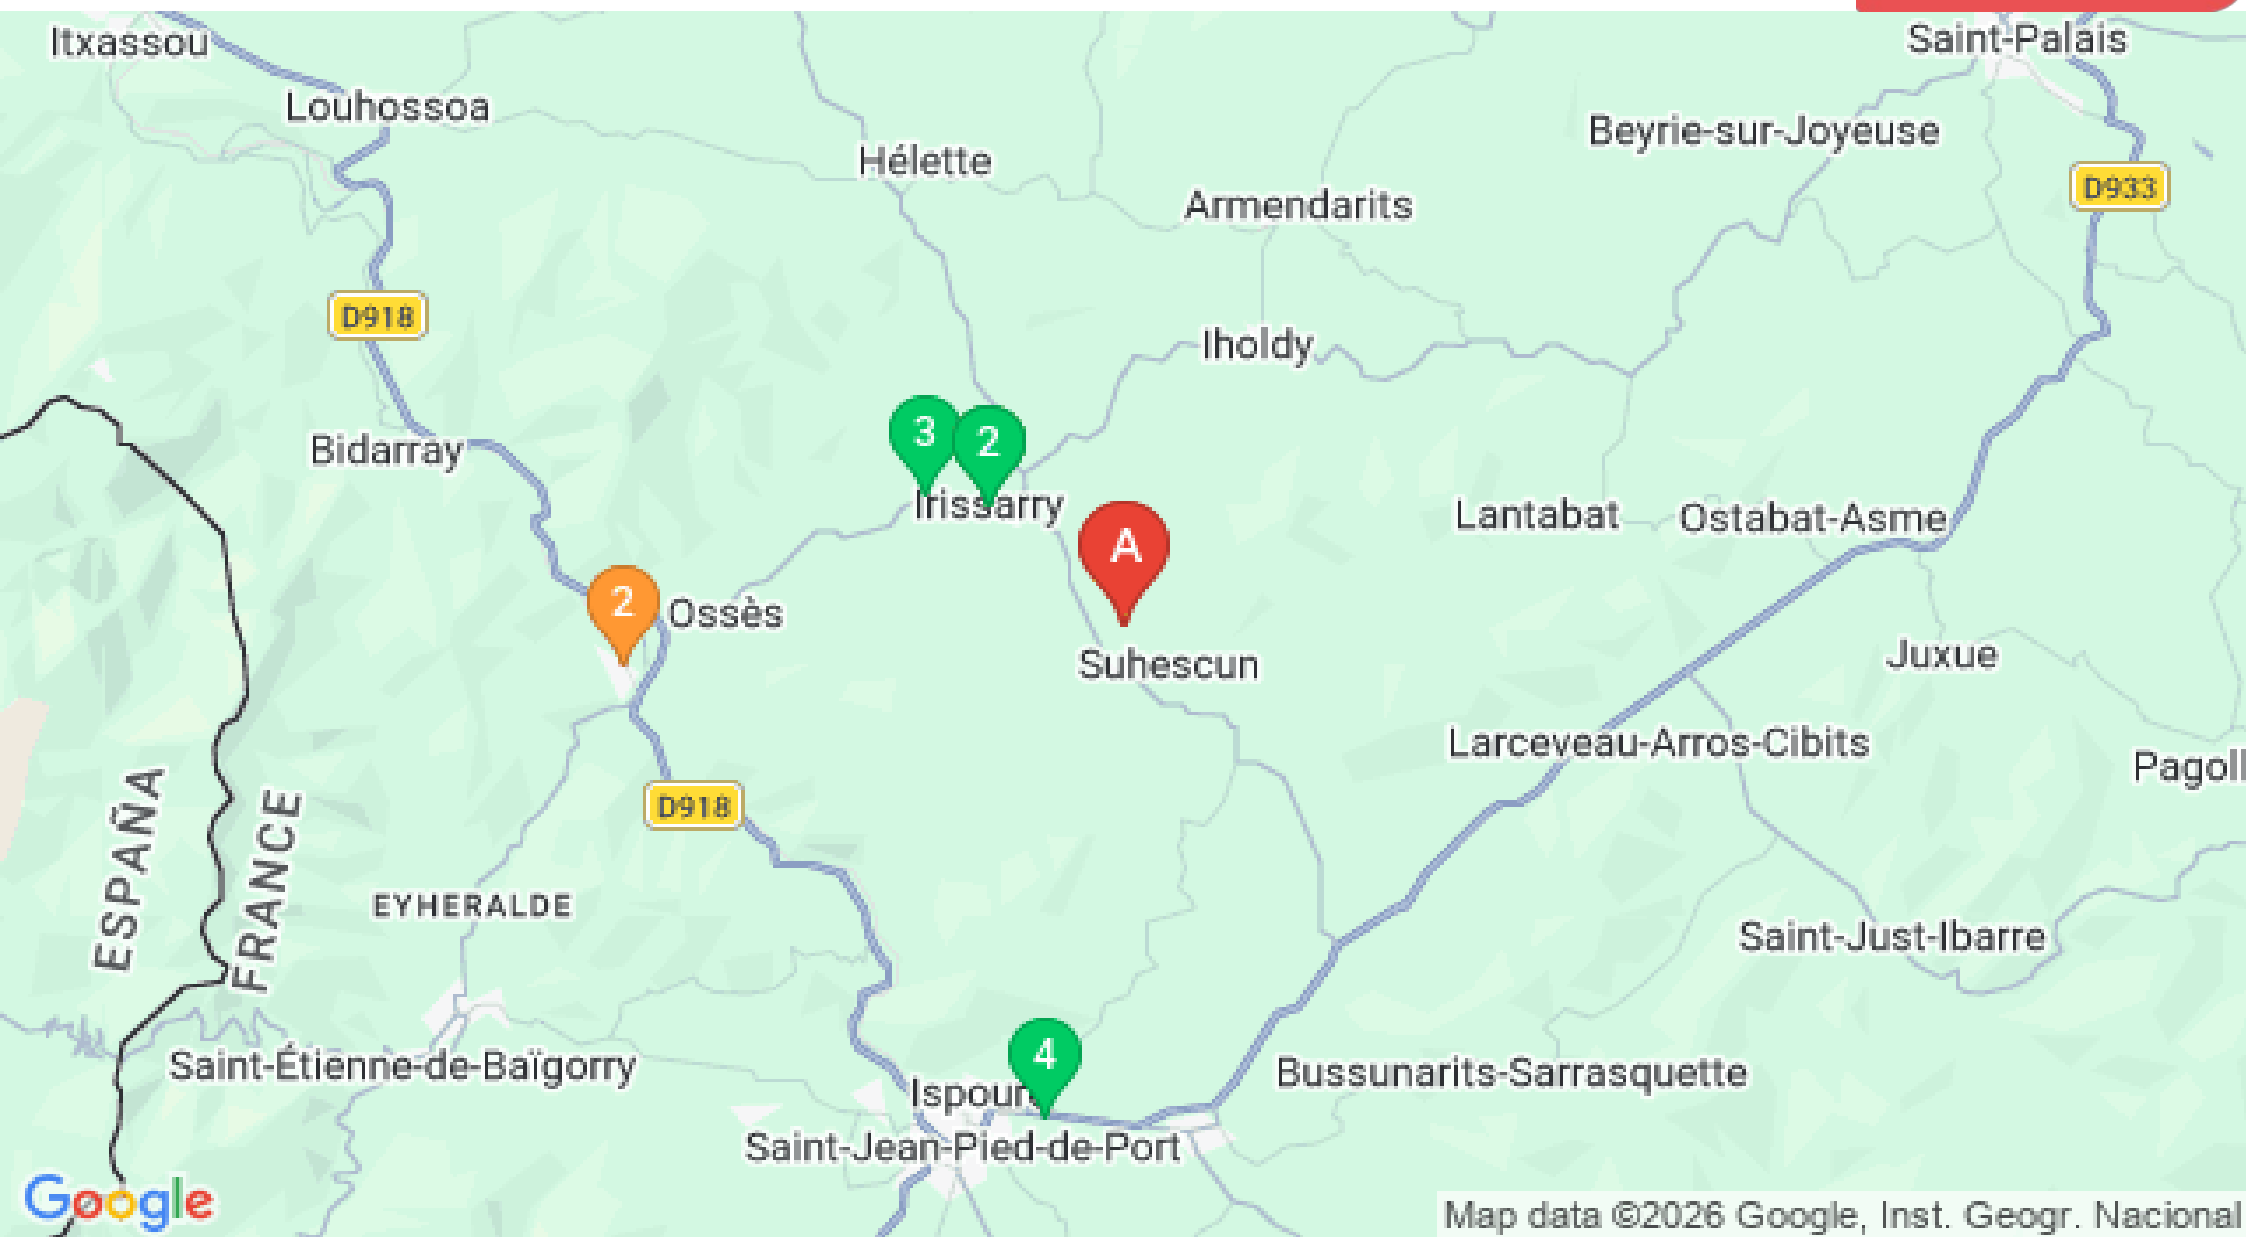 Itxassou
Saint-Palais
Louhossoa
Beyrie-sur-Joyeuse
Hélette
D933
Armendarits
D918
Iholdy
3
2
Bidarray
Irissarry
A
Lantabat
Ostabat-Asme
2
Ossès
Suhescun
Juxue
Larceveau-Arros-Cibits
Pagoll
D918
ESPAÑA
FRANCE
EYHERALDE
Saint-Just-Ibarre
4
Saint-Étienne-de-Baïgorry
Ispoure
Bussunarits-Sarrasquette
Saint-Jean-Pied-de-Port
Google
Map data ©2026 Google, Inst. Geogr. Nacional